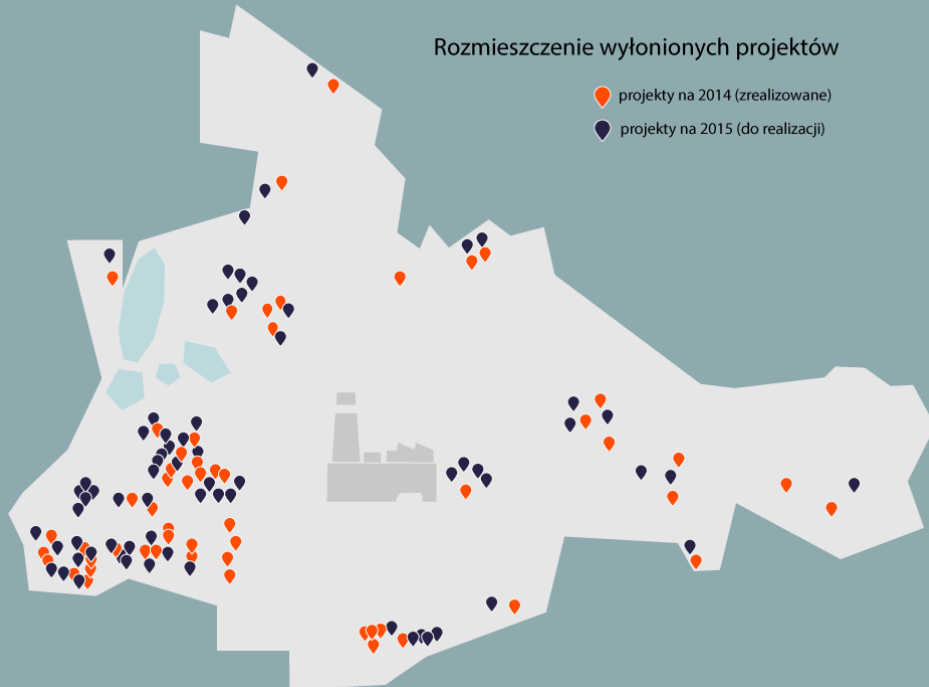 Rozmieszczenie wyłonionych projektów
projekty na 2014 (zrealizowane)
projekty na 2015 (do realizacji)